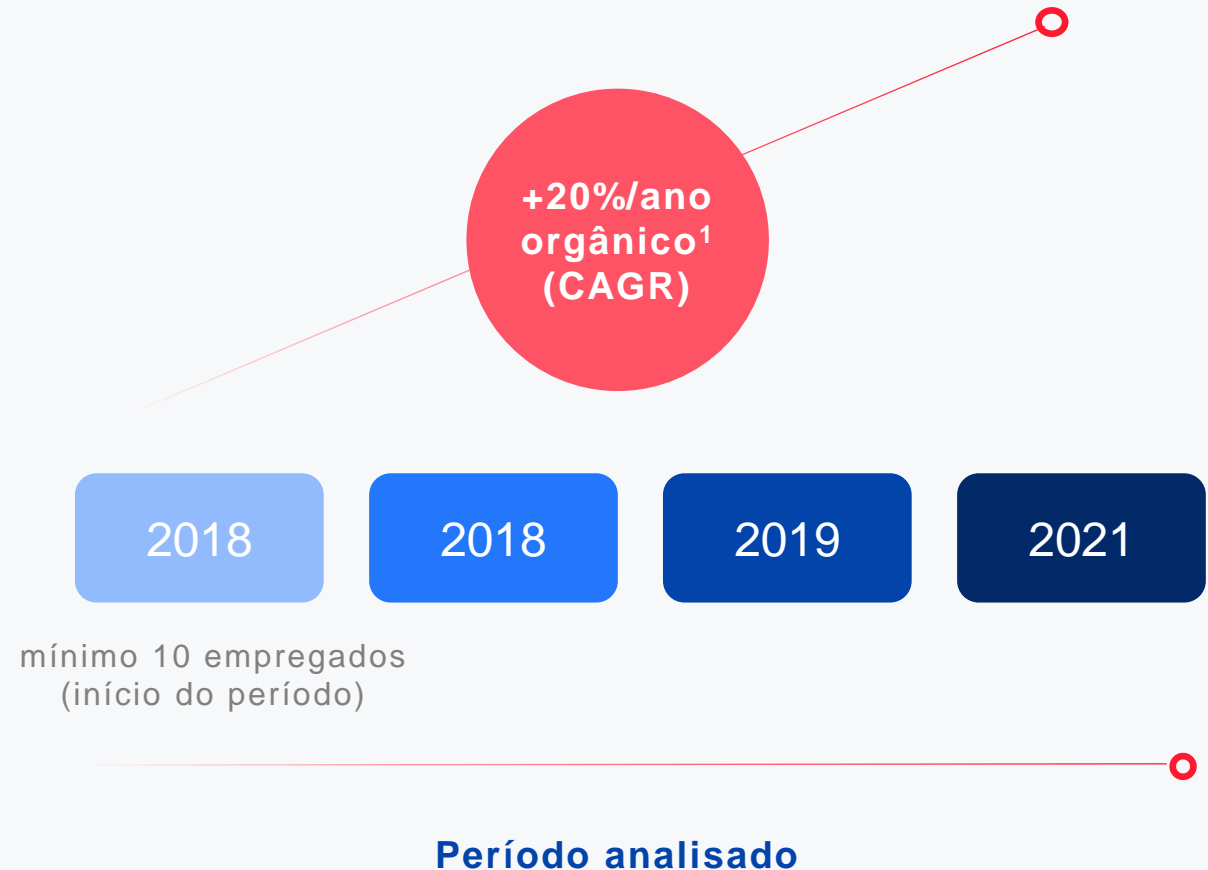 +20%/ano
orgânico¹
(CAGR)
2018 2018 2019 2021
mínimo 10 empregados
(início do período)
Período analisado